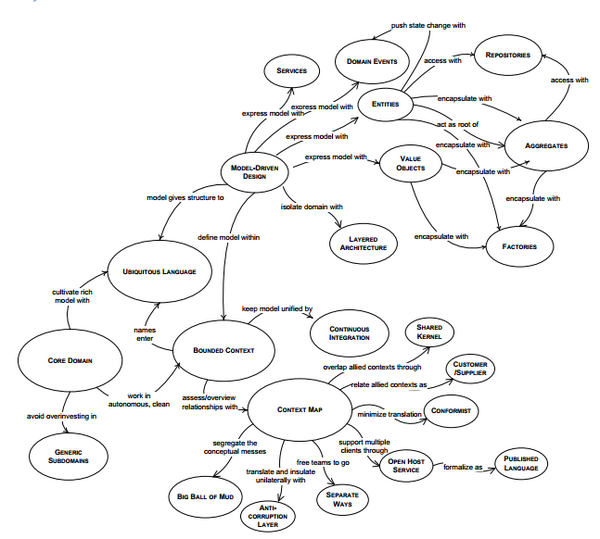 push state change with
SERVICES
DOMAIN EVENTS
REPOSITORIES
access with
access with
express model with
express model with
ENTITIES
encapsulate with
act as root of
express model with
AGGREGATES
encapsulate with
MODEL-DRIVEN
DESIGN
express model with
VALUE
OBJECTS
encapsulate with
model gives structure to
isolate domain with
encapsulate with
define model within
LAYERED
ARCHITECTURE
encapsulate with
FACTORIES
UBIQUITOUS LANGUAGE
cultivate rich
model with
keep model unified by
names
enter
CONTINUOUS
INTEGRATION
SHARED
KERNEL
CORE DOMAIN
BOUNDED CONTEXT
overlap allied contexts through
CUSTOMER
/SUPPLIER
work in
autonomous, clean
assess/overview
relationships with
relate allied contexts as
avoid overinvesting in
CONTEXT MAP
minimize translation
CONFORMIST
GENERIC
SUBDOMAINS
segregate the
conceptual messes
support multiple
clients through
free teams to go
OPEN HOST
SERVICE
formalize as
PUBLISHED
LANGUAGE
translate and insulate
unilaterally with
BIG BALL OF MUD
SEPARATE
WAYS
ANTI-
CORRUPTION
LAYER